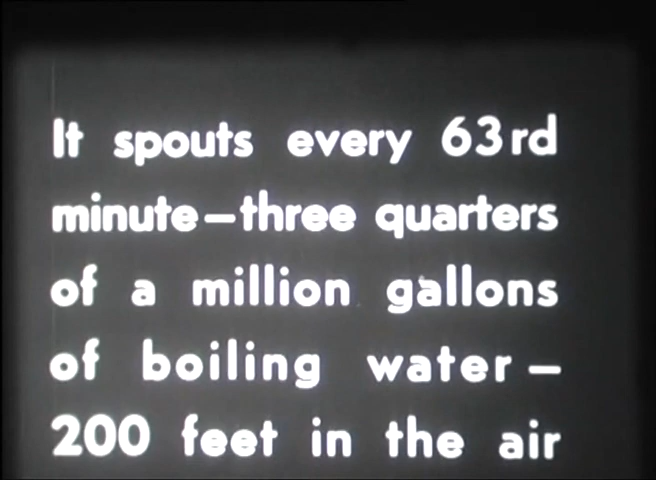 It spouts every 63rd
minute—three quarters
of a million gallons
of boiling water—
200 feet in the air